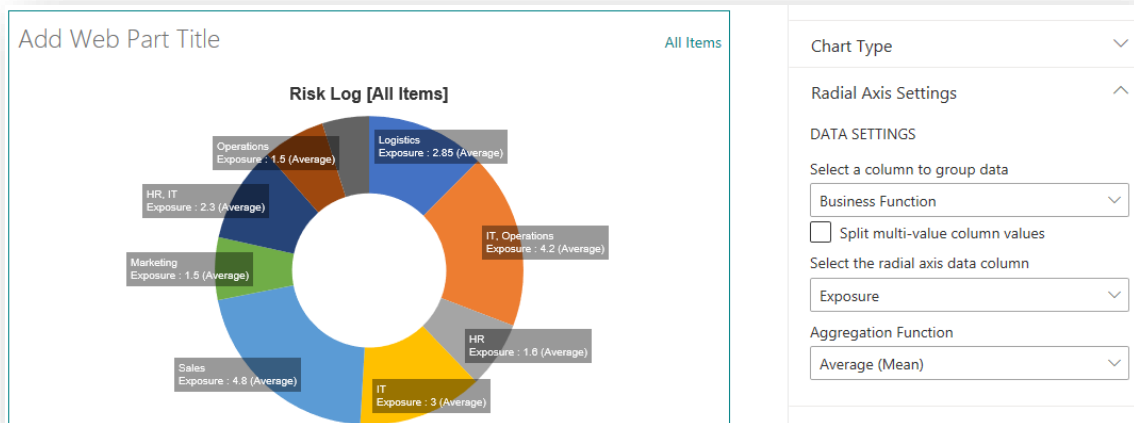 Add Web Part Title
All Items
Risk Log [All Items]
Operations
Exposure : 1.5 (Average)
Logistics
Exposure : 2.85 (Average)
HR, IT
Exposure : 2.3 (Average)
IT, Operations
Exposure : 4.2 (Average)
Marketing
Exposure : 1.5 (Average)
HR
Exposure : 1.6 (Average)
Sales
Exposure : 4.8 (Average)
IT
Exposure : 3 (Average)
Chart Type
Radial Axis Settings
DATA SETTINGS
Select a column to group data
Business Function
Split multi-value column values
Select the radial axis data column
Exposure
Aggregation Function
Average (Mean)